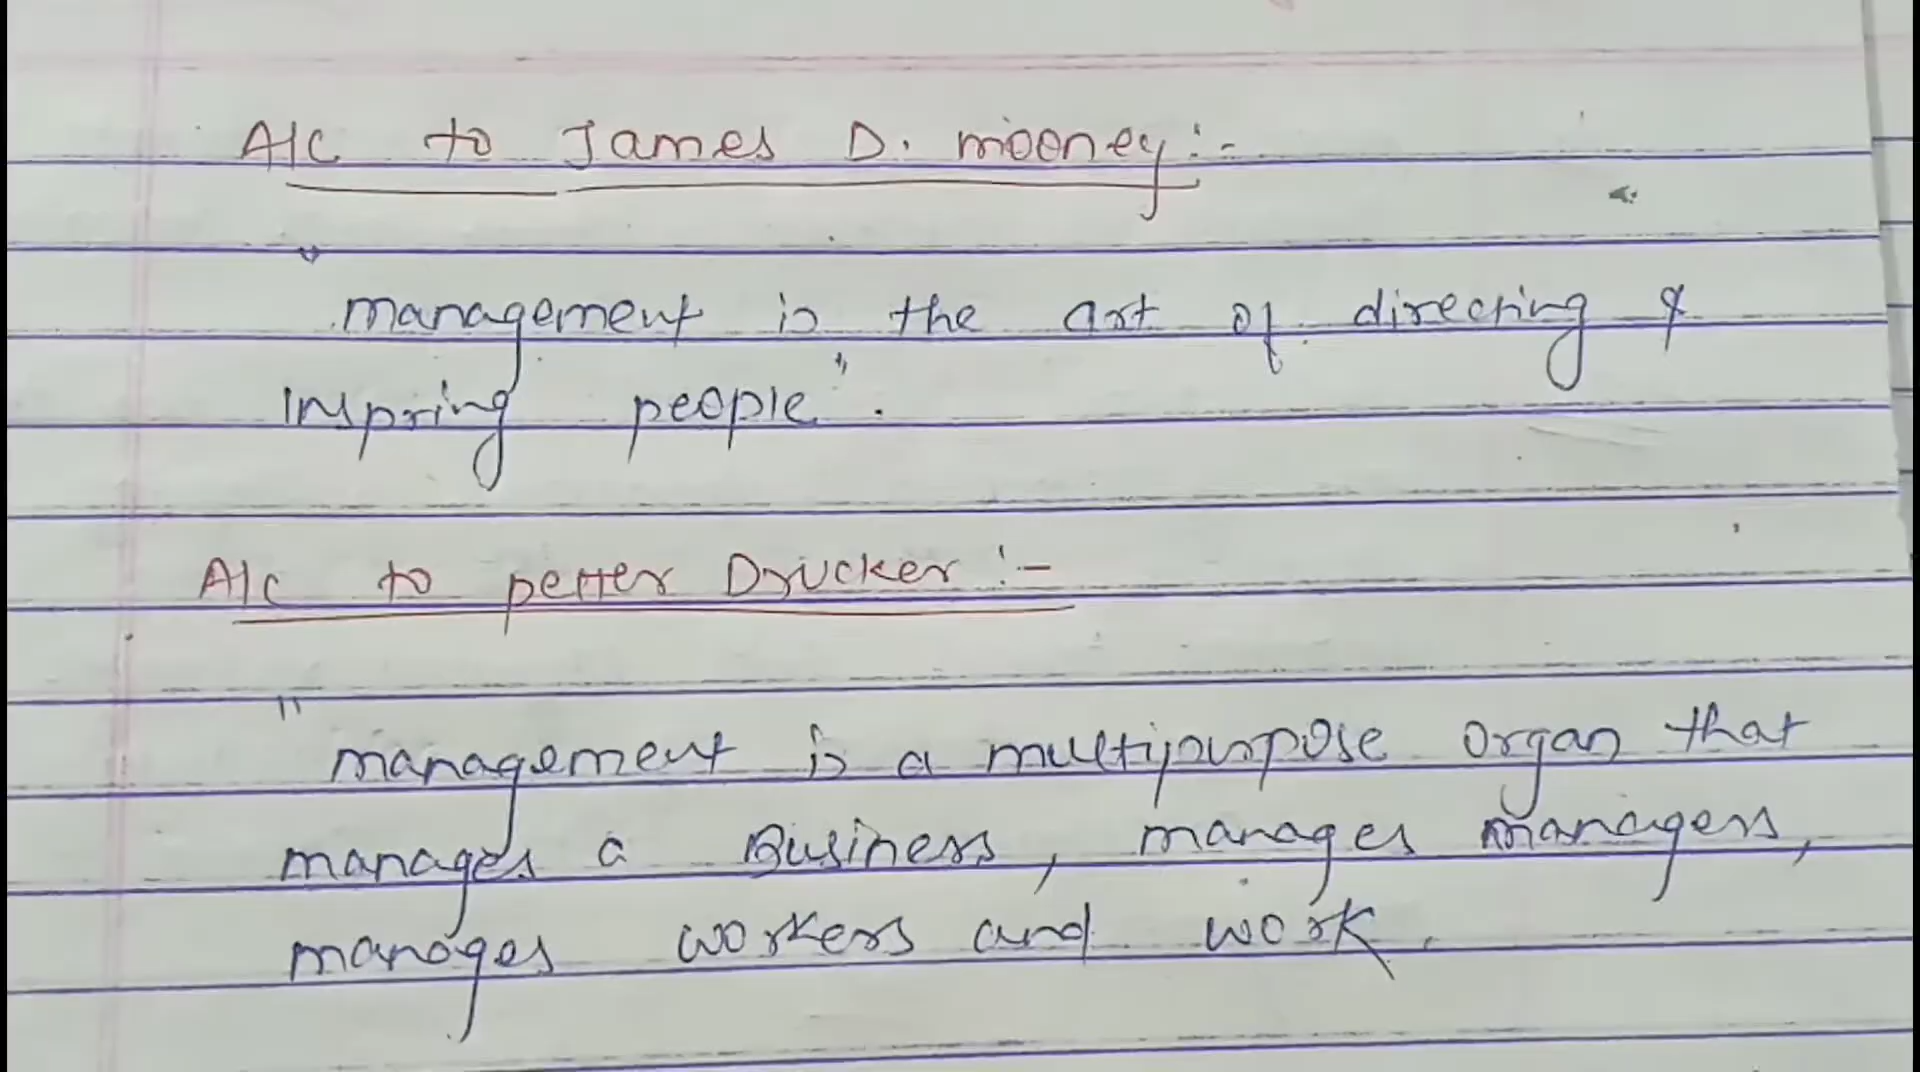 A/c to James D. mooney :-
"management is the art of directing &
inspring people".
A/c to petter Drucker :-
"management is a multipurpose organ that
manages a Business, manages managers,
manages workers and work.